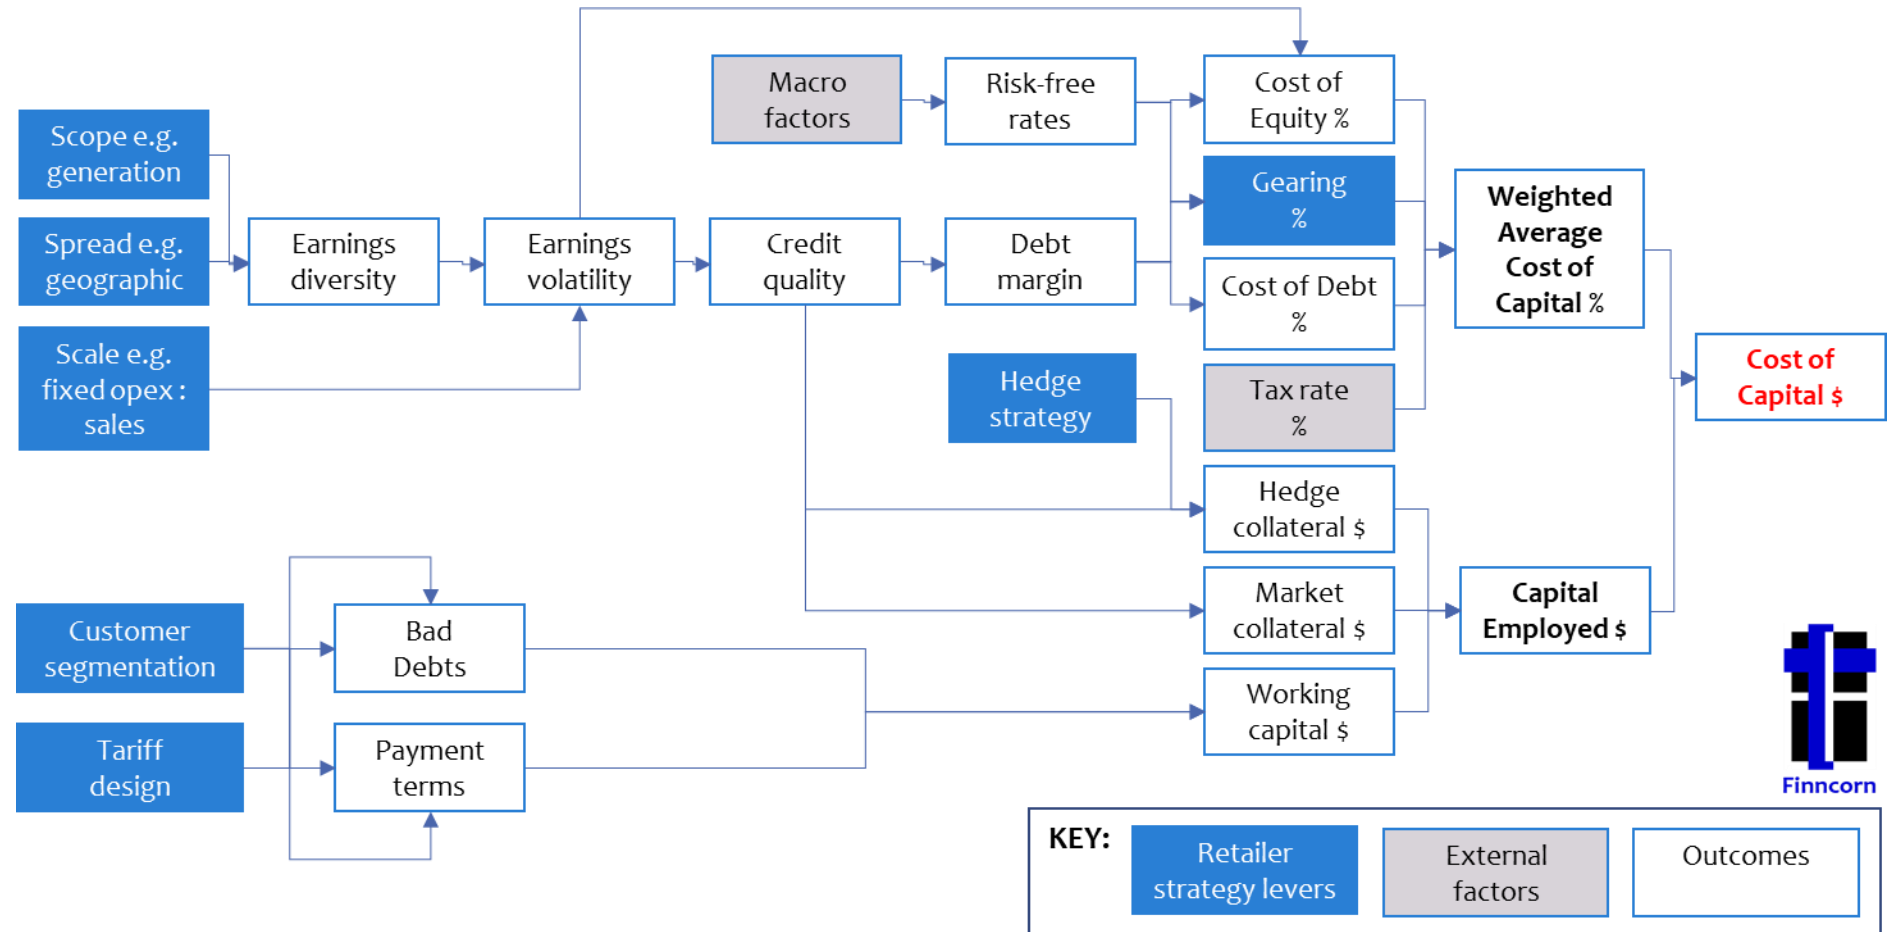 Macro
factors
Risk-free
rates
Cost of
Equity %
Scope e.g.
generation
Gearing
%
Weighted
Average
Cost of
Capital %
Spread e.g.
geographic
Earnings
diversity
Earnings
volatility
Credit
quality
Debt
margin
Cost of Debt
%
Scale e.g.
fixed opex :
sales
Hedge
strategy
Tax rate
%
Cost of
Capital $
Hedge
collateral $
Market
collateral $
Capital
Employed $
Customer
segmentation
Bad
Debts
Working
capital $
Tariff
design
Payment
terms
Finncorn
KEY:
Retailer
strategy levers
External
factors
Outcomes